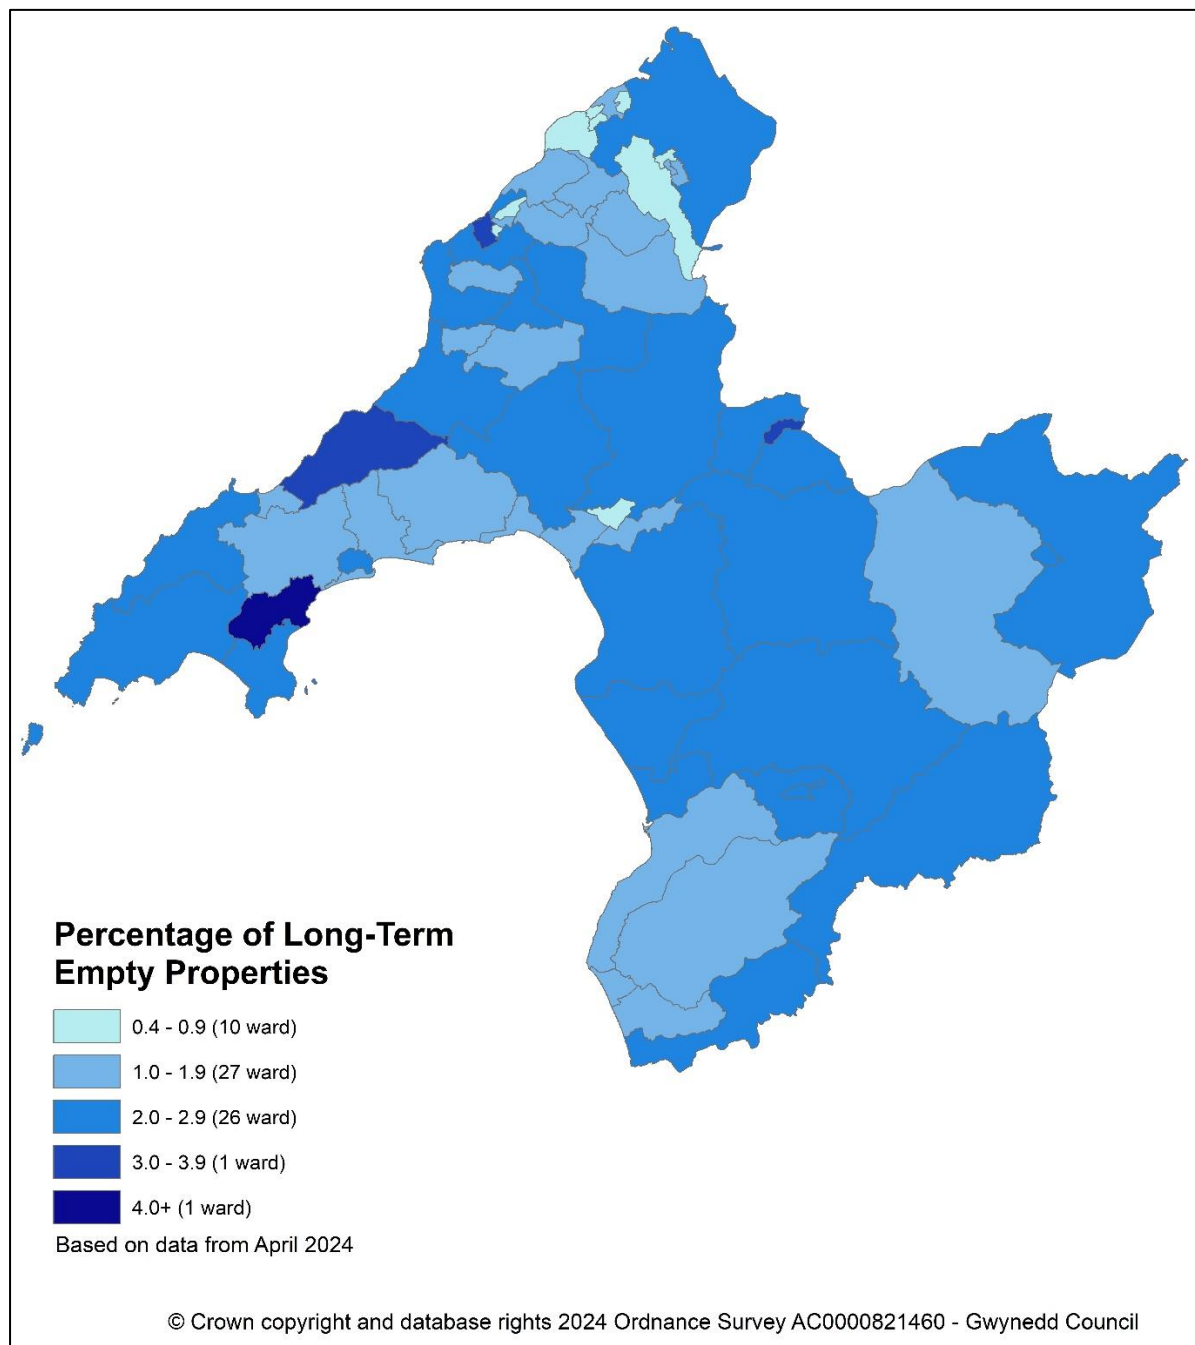 Percentage of Long-Term
Empty Properties
0.4 - 0.9 (10 ward)
1.0 - 1.9 (27 ward)
2.0 - 2.9 (26 ward)
3.0 - 3.9 (1 ward)
4.0+ (1 ward)
Based on data from April 2024
© Crown copyright and database rights 2024 Ordnance Survey AC0000821460 - Gwynedd Council